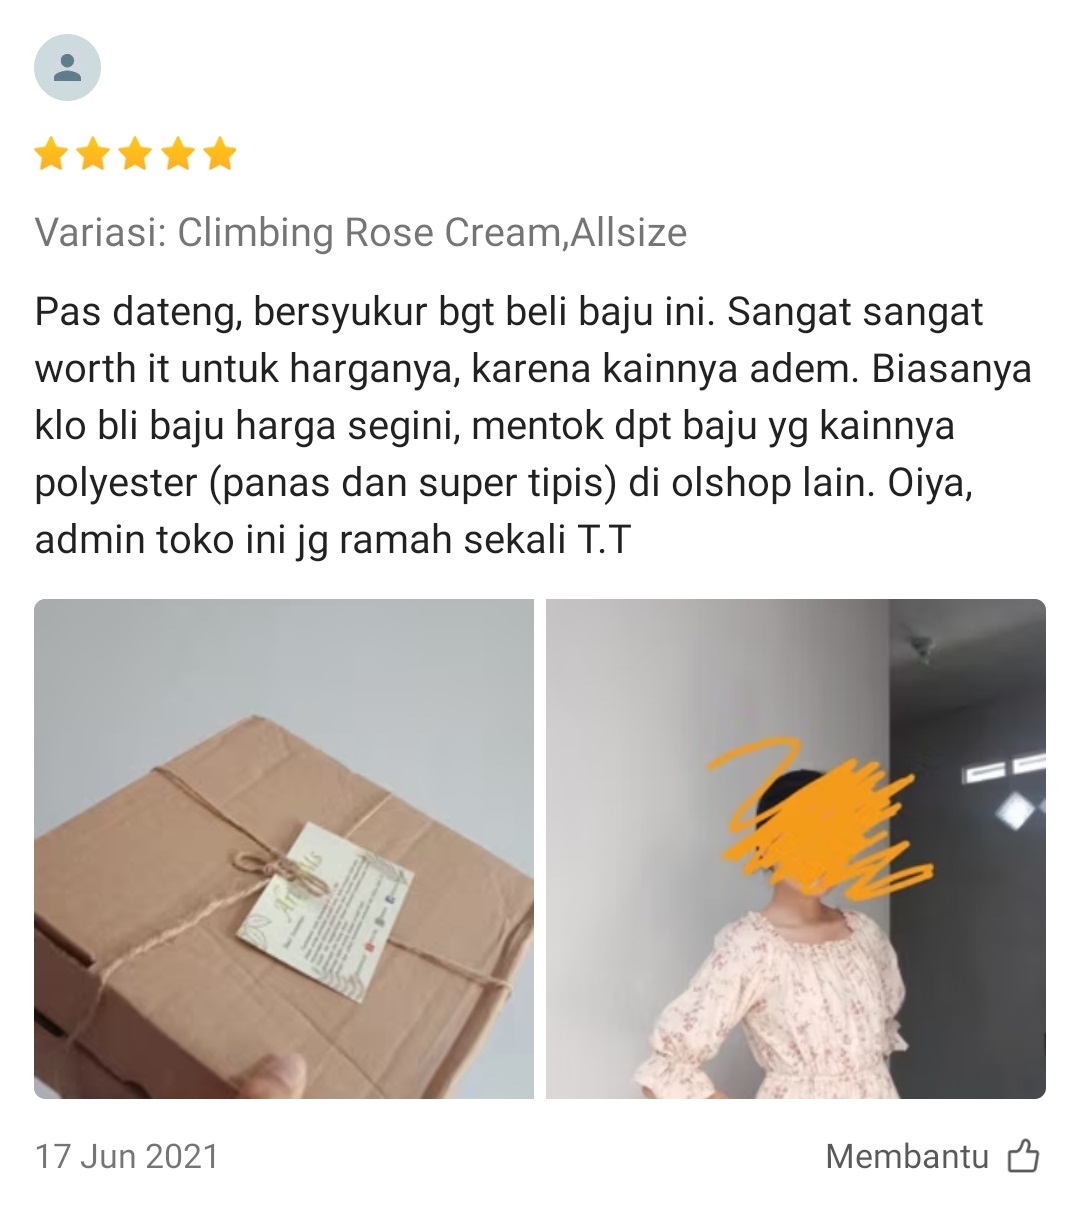 Variasi: Climbing Rose Cream,Allsize
Pas dateng, bersyukur bgt beli baju ini. Sangat sangat
worth it untuk harganya, karena kainnya adem. Biasanya
klo bli baju harga segini, mentok dpt baju yg kainnya
polyester (panas dan super tipis) di olshop lain. Oiya,
admin toko ini jg ramah sekali T.T
17 Jun 2021
Membantu